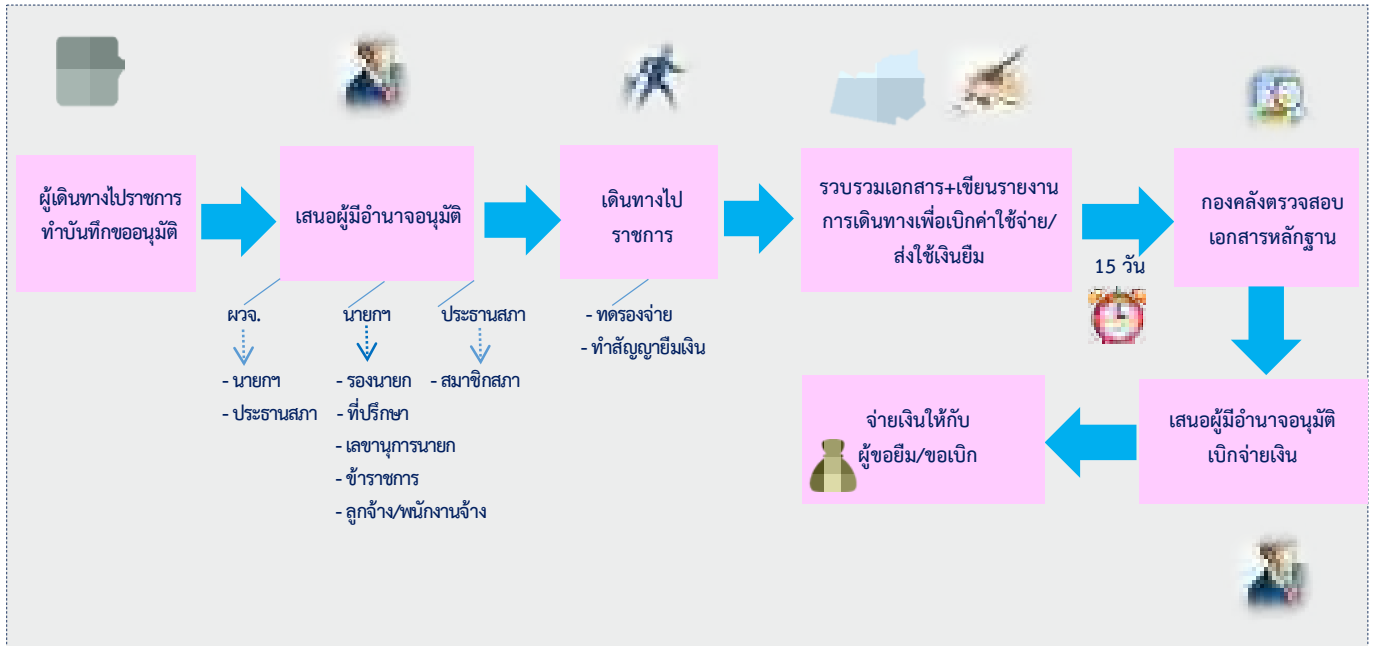 ผู้เดินทางไปราชการ
ทำบันทึกขออนุมัติ
เสนอผู้มีอำนาจอนุมัติ
เดินทางไป
ราชการ
รวบรวมเอกสาร+เขียนรายงาน
การเดินทางเพื่อเบิกค่าใช้จ่าย/
ส่งใช้เงินยืม
15 วัน
กองคลังตรวจสอบ
เอกสารหลักฐาน
ผวจ.
- นายกฯ
- ประธานสภา
นายกฯ
- รองนายก
- ที่ปรึกษา
- เลขานุการนายก
- ข้าราชการ
- ลูกจ้าง/พนักงานจ้าง
ประธานสภา
- สมาชิกสภา
- ทดรองจ่าย
- ทำสัญญายืมเงิน
เสนอผู้มีอำนาจอนุมัติ
เบิกจ่ายเงิน
จ่ายเงินให้กับ
ผู้ขอยืม/ขอเบิก